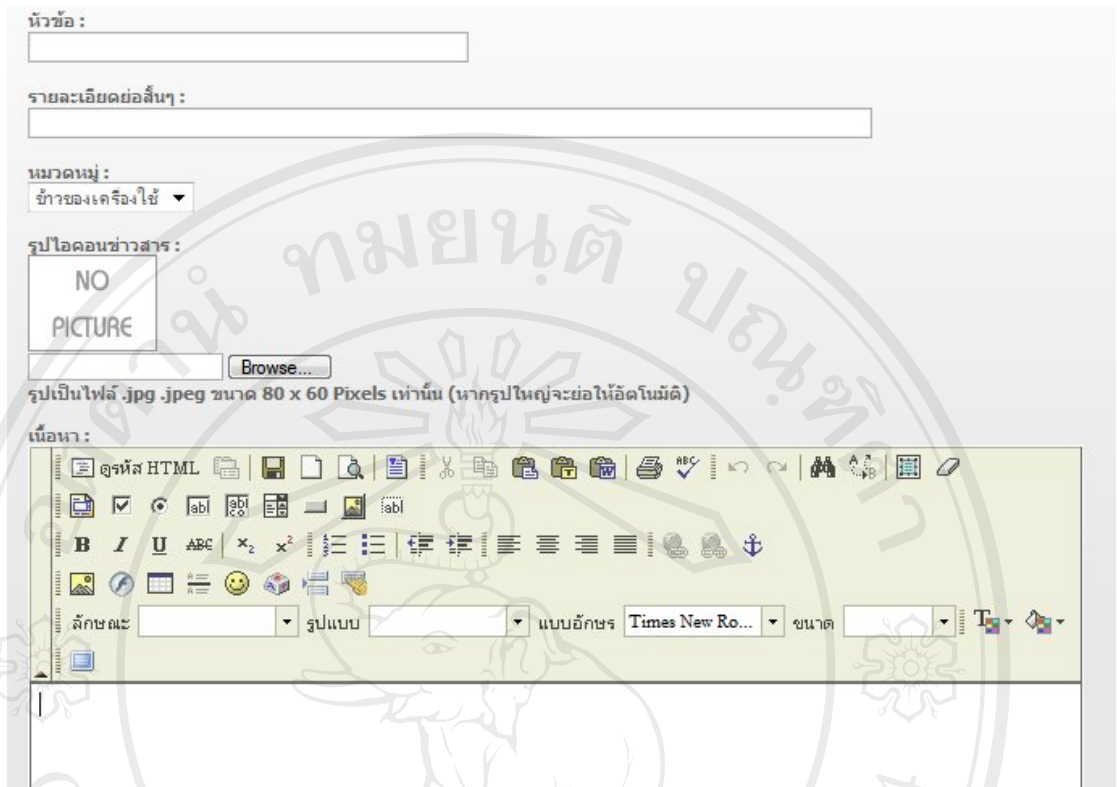 หัวข้อ :
รายละเอียดย่อสั้นๆ :
หมวดหมู่ :
ข้าวของเครื่องใช้
รูปไอคอนข่าวสาร :
NO
PICTURE
Browse...
รูปเป็นไฟล์ .jpg .jpeg ขนาด 80 x 60 Pixels เท่านั้น (หากรูปใหญ่จะย่อให้อัตโนมัติ)
เนื้อหา :
ดูรหัส HTML
B I U ABC x₂ x²
ลักษณะ รูปแบบ แบบอักษร Times New Ro... ขนาด